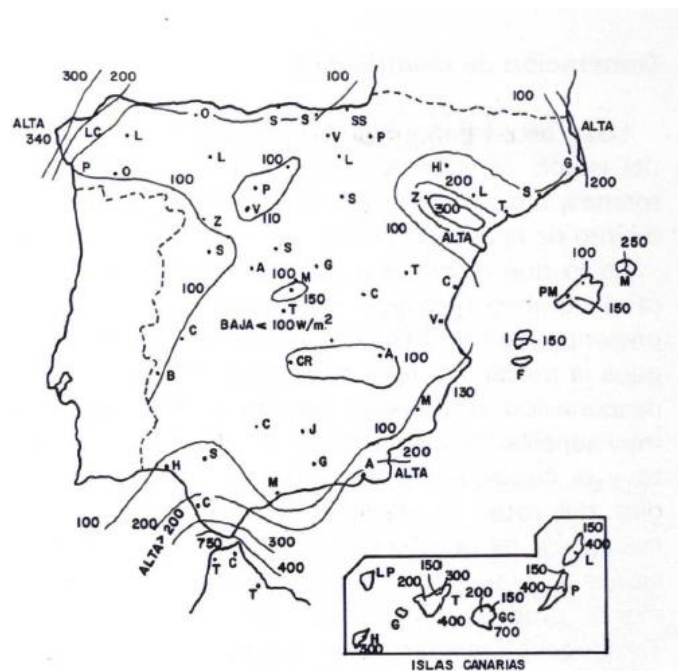 300 200 100 100
ALTA
340
LC L O S S SS
V
ALTA
P O L 100 L H 200 L S G
100 P Z 300 T 200
V S
110 ALTA
Z
100
S S
A 100 M G T 250
100 150 C C 100 M
T PM 150
BAJA < 100 W/m.2 V
C I 150
CR A 100 F
B
130
M
C J 100
200
H S G A ALTA
M
100 C
200
ALTA > 200 300
750 400
T C
T
150 400 L
LP 150 300 150
200 T 200 150 400 P
G 400 GC
H 700
300
ISLAS CANARIAS